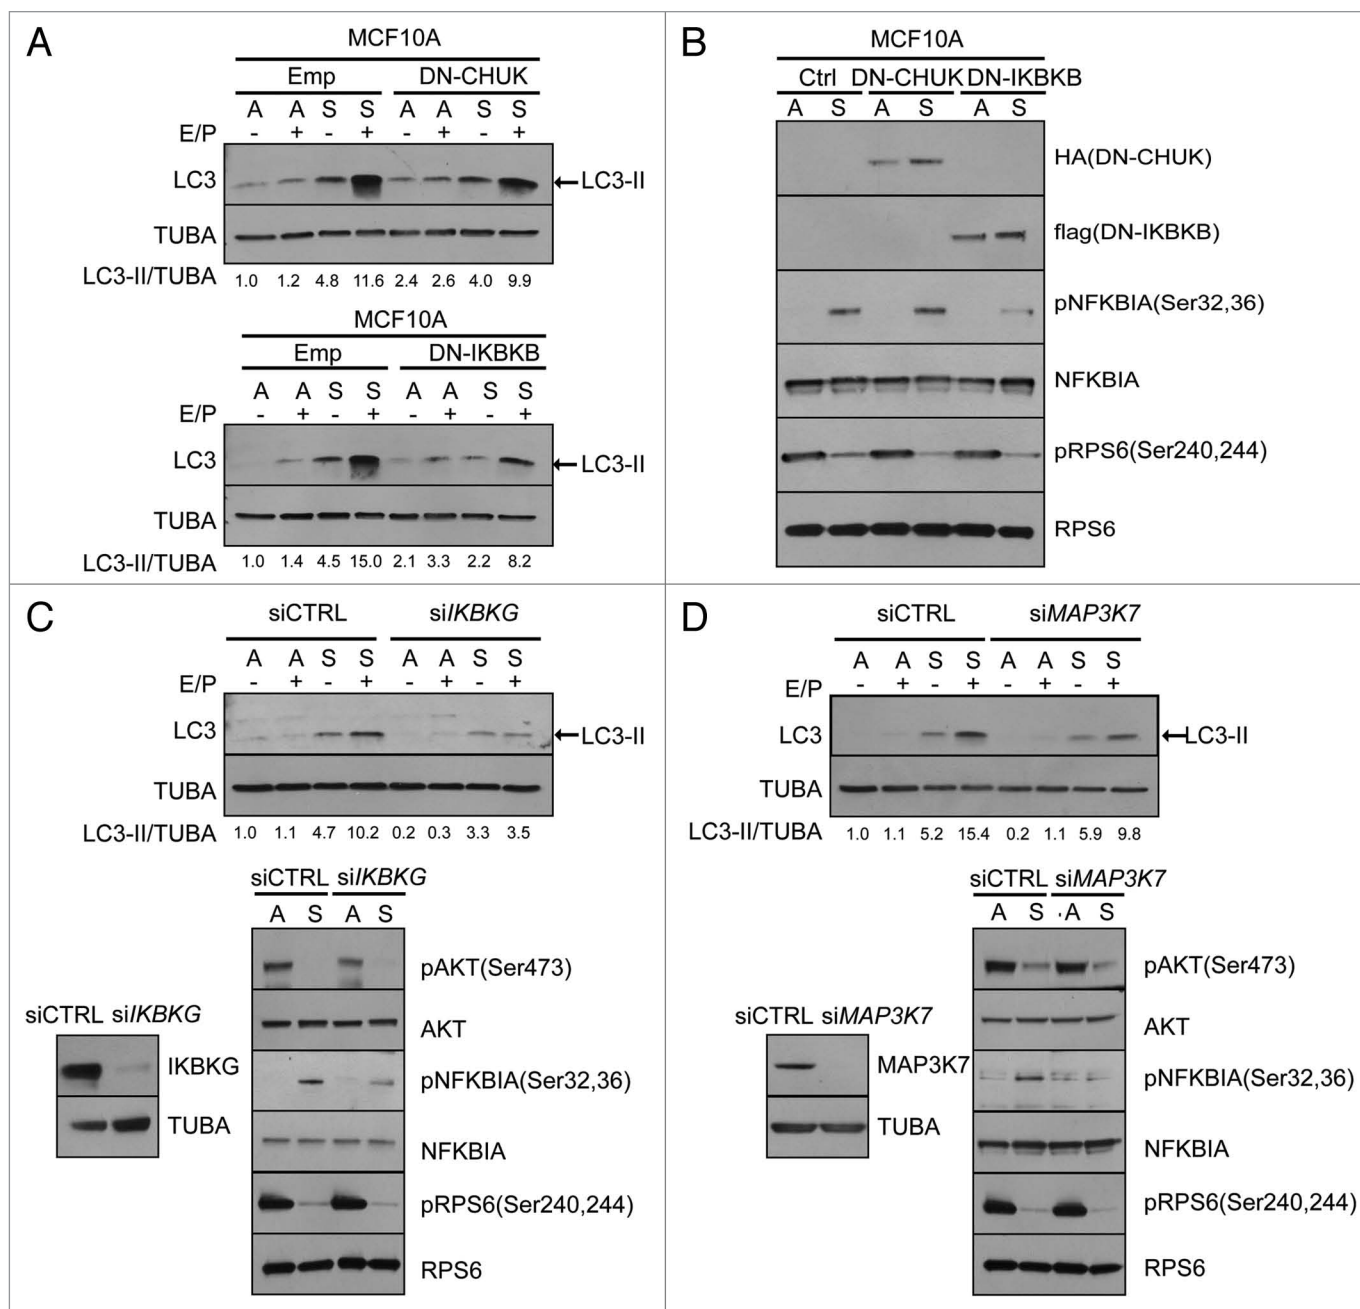 A
MCF10A
Emp DN-CHUK
A A S S A A S S
E/P - + - + - + - +
LC3 LC3-II
TUBA
LC3-II/TUBA 1.0 1.2 4.8 11.6 2.4 2.6 4.0 9.9
MCF10A
Emp DN-IKBKB
A A S S A A S S
E/P - + - + - + - +
LC3 LC3-II
TUBA
LC3-II/TUBA 1.0 1.4 4.5 15.0 2.1 3.3 2.2 8.2
B
MCF10A
Ctrl DN-CHUK DN-IKBKB
A S A S A S
HA(DN-CHUK)
flag(DN-IKBKB)
pNFKBIA(Ser32,36)
NFKBIA
pRPS6(Ser240,244)
RPS6
C
siCTRL siIKBKG
A A S S A A S S
E/P - + - + - + - +
LC3 LC3-II
TUBA
LC3-II/TUBA 1.0 1.1 4.7 10.2 0.2 0.3 3.3 3.5
siCTRL siIKBKG
IKBKG
TUBA
siCTRL siIKBKG
A S A S
pAKT(Ser473)
AKT
pNFKBIA(Ser32,36)
NFKBIA
pRPS6(Ser240,244)
RPS6
D
siCTRL siMAP3K7
A A S S A A S S
E/P - + - + - + - +
LC3 LC3-II
TUBA
LC3-II/TUBA 1.0 1.1 5.2 15.4 0.2 1.1 5.9 9.8
siCTRL siMAP3K7
MAP3K7
TUBA
siCTRL siMAP3K7
A S A S
pAKT(Ser473)
AKT
pNFKBIA(Ser32,36)
NFKBIA
pRPS6(Ser240,244)
RPS6